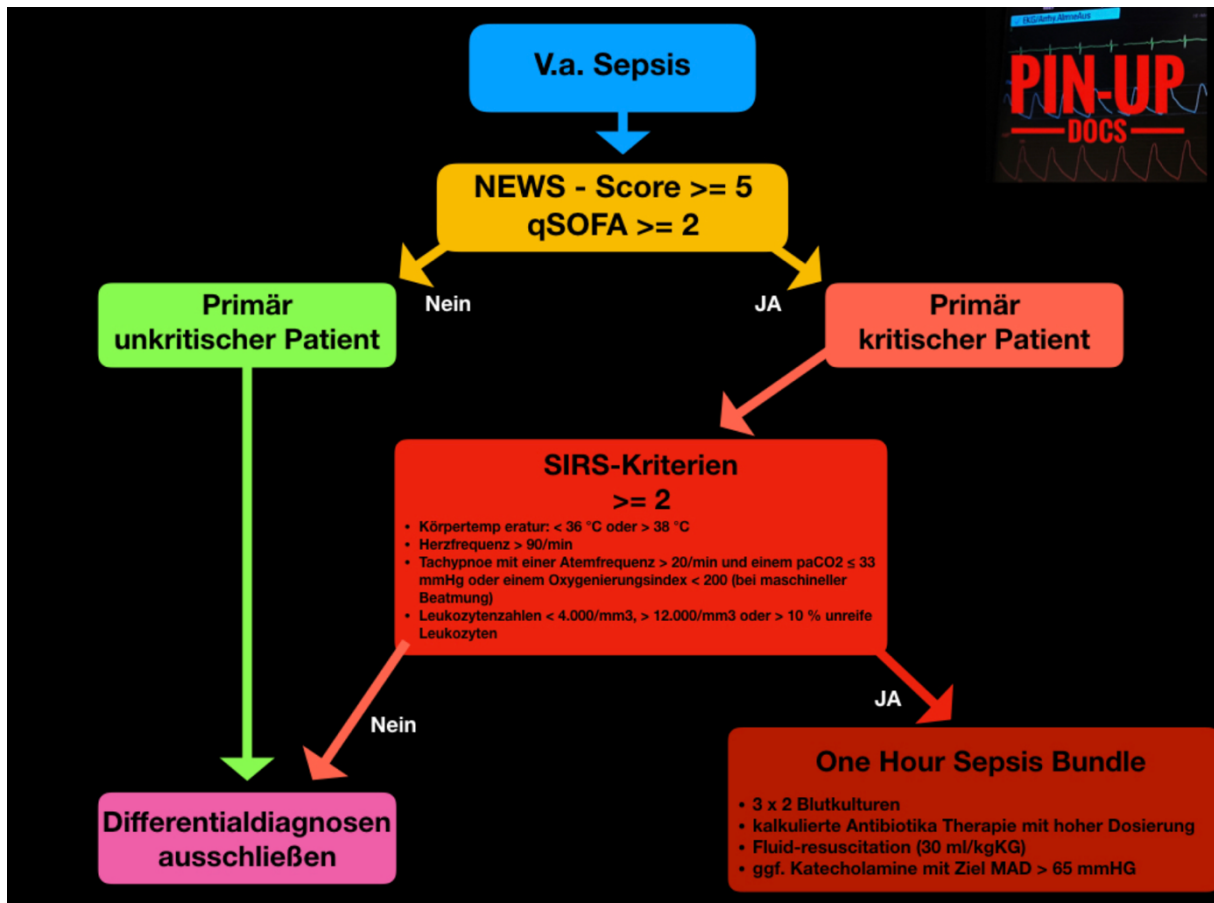 EKG/Arrhy.AtmeAus
PIN-UP
DOCS
V.a. Sepsis
NEWS - Score >= 5
qSOFA >= 2
Nein
JA
Primär
unkritischer Patient
Primär
kritischer Patient
SIRS-Kriterien
>= 2
• Körpertemp eratur: < 36 °C oder > 38 °C
• Herzfrequenz > 90/min
• Tachypnoe mit einer Atemfrequenz > 20/min und einem paCO2 ≤ 33
mmHg oder einem Oxygenierungsindex < 200 (bei maschineller
Beatmung)
• Leukozytenzahlen < 4.000/mm3, > 12.000/mm3 oder > 10 % unreife
Leukozyten
Nein
JA
Differentialdiagnosen
ausschließen
One Hour Sepsis Bundle
• 3 x 2 Blutkulturen
• kalkulierte Antibiotika Therapie mit hoher Dosierung
• Fluid-resuscitation (30 ml/kgKG)
• ggf. Katecholamine mit Ziel MAD > 65 mmHG